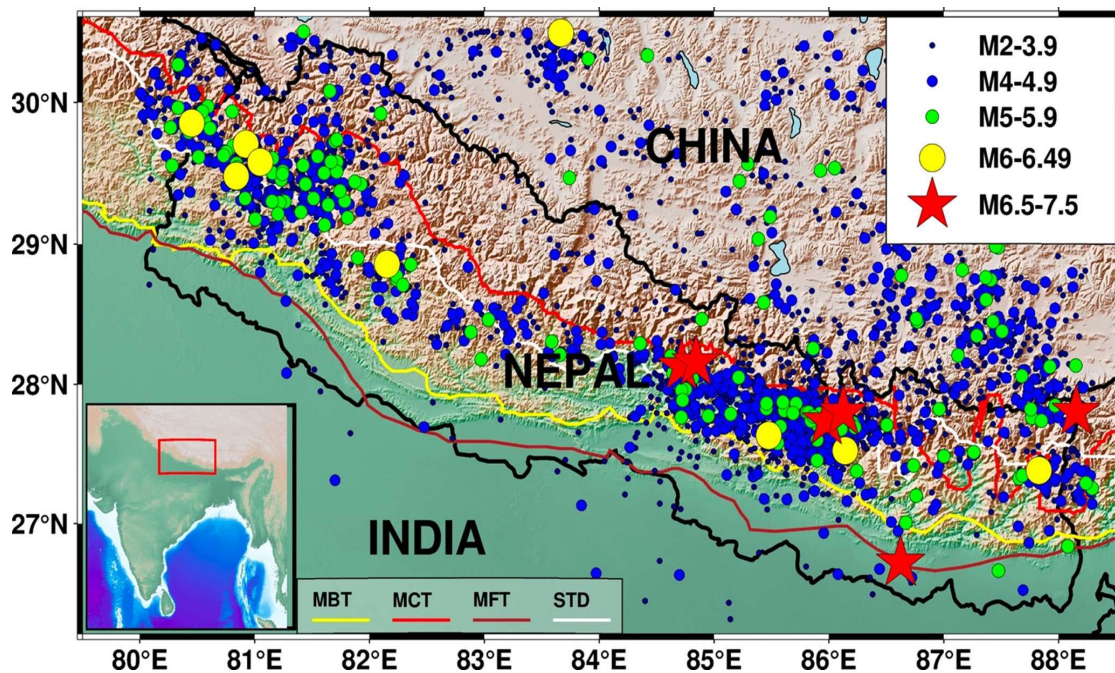 M2-3.9
M4-4.9
M5-5.9
M6-6.49
M6.5-7.5
30°N
29°N
28°N
27°N
CHINA
NEPAL
INDIA
MBT MCT MFT STD
80°E 81°E 82°E 83°E 84°E 85°E 86°E 87°E 88°E